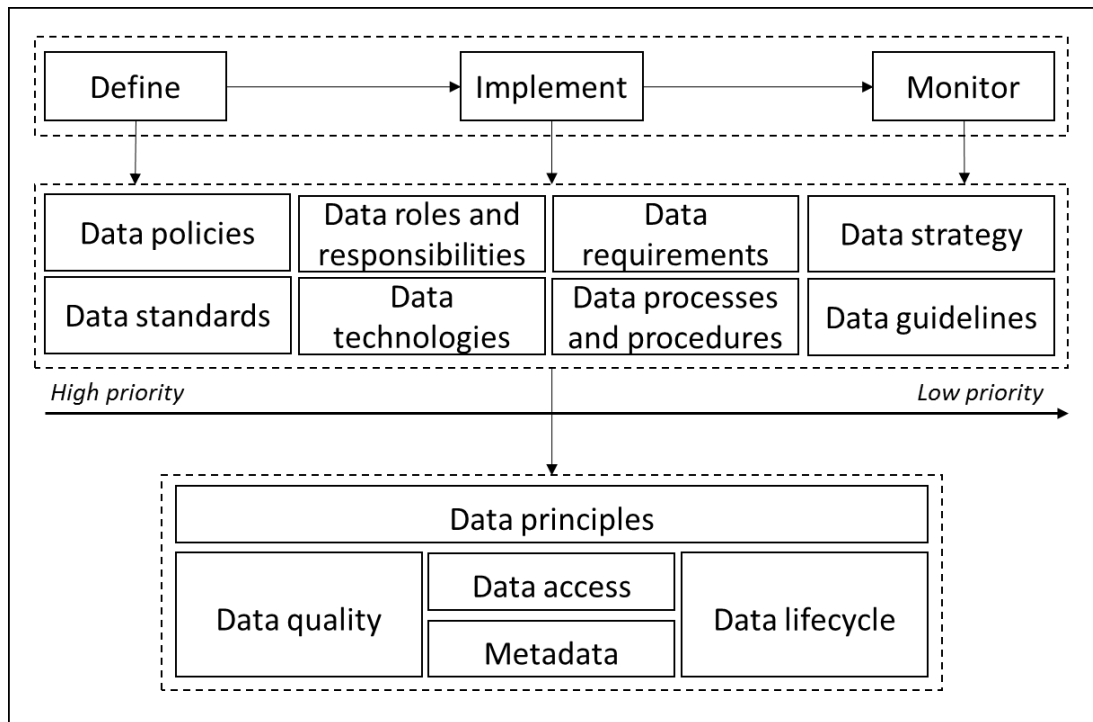 Define
Implement
Monitor
Data policies
Data roles and
responsibilities
Data
requirements
Data strategy
Data standards
Data
technologies
Data processes
and procedures
Data guidelines
High priority
Low priority
Data principles
Data quality
Data access
Metadata
Data lifecycle